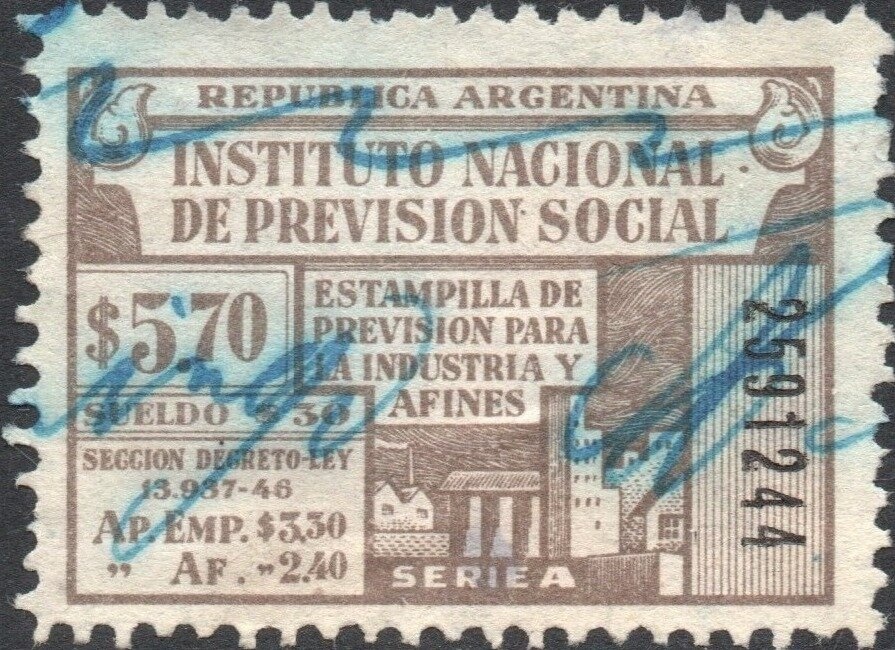 REPUBLICA ARGENTINA
INSTITUTO NACIONAL
DE PREVISION SOCIAL
$ 5'70
SUELDO $ 30
SECCION DECRETO-LEY
13.937-46
AP. EMP. $3,30
" AF. " 2.40
ESTAMPILLA DE
PREVISION PARA
LA INDUSTRIA Y
AFINES
SERIE A
2591244